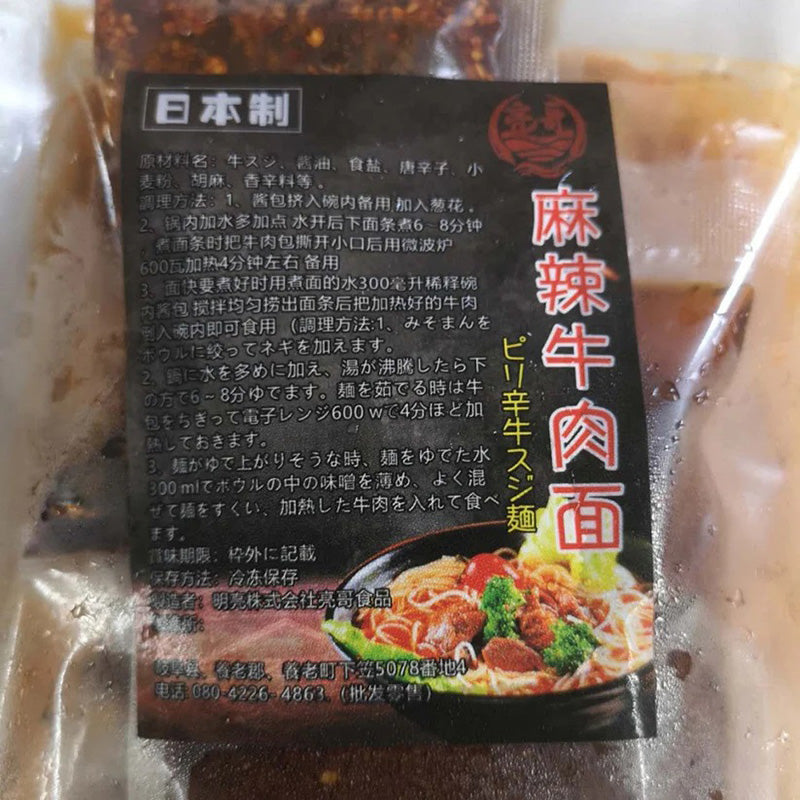 日本制
原材料名：牛スジ、醤油、食盐、唐辛子、小
麦粉、胡麻、香辛料等。
調理方法：1、酱包挤入碗内备用 加入葱花。
2、锅内加水多加点 水开后下面条煮6~8分钟
，煮面条时把牛肉包撕开小口后用微波炉
600瓦加热4分钟左右 备用
3、面快要煮好时用煮面的水300毫升稀释碗
内酱包 搅拌均匀捞出面条后把加热好的牛肉
倒入碗内即可食用 （調理方法:1、みそまんを
ボウルに絞ってネギを加えます。
2、鍋に水を多めに加え、湯が沸騰したら下
の方で6~8分ゆでます。麺を茹でる時は牛
包をちぎって電子レンジ600wで4分ほど加
熱しておきます。
3、麺がゆで上がりそうな時、麺をゆでた水
300mlでボウルの中の味噌を薄め、よく混
ぜて麺をすくい、加熱した牛肉を入れて食べ
ます。
賞味期限：枠外に記載
保存方法：冷冻保存
製造者：明亮株式会社亮哥食品
岐阜县、養老郡、養老町下笠5078番地4
电话:080-4226-4863、（批发零售）
麻辣牛肉面
ピリ辛牛スジ麺